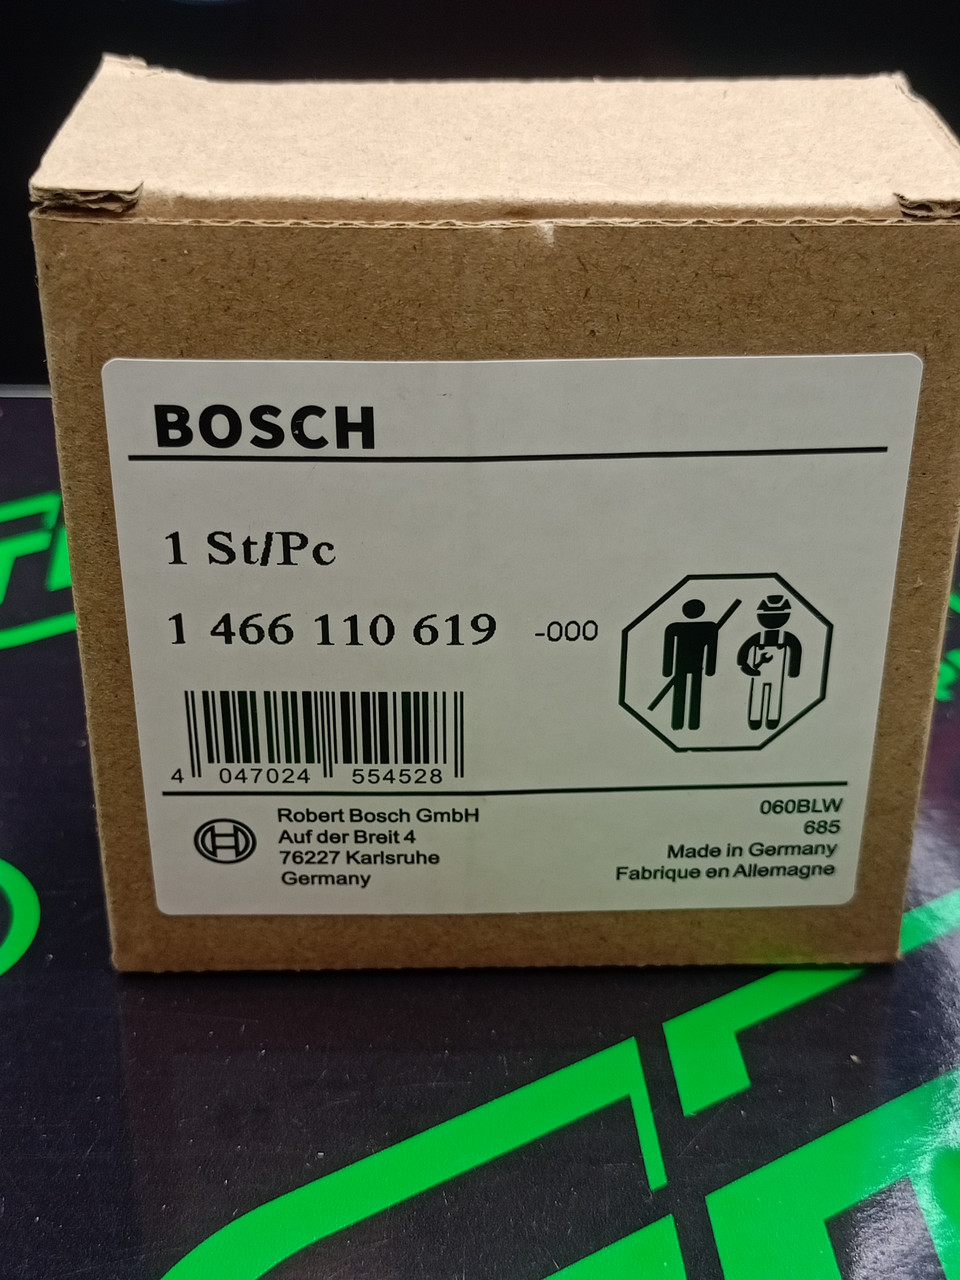 BOSCH
1 St/Pc
1 466 110 619 -000
4 047024 554528
Robert Bosch GmbH
Auf der Breit 4
76227 Karlsruhe
Germany
060BLW
685
Made in Germany
Fabrique en Allemagne